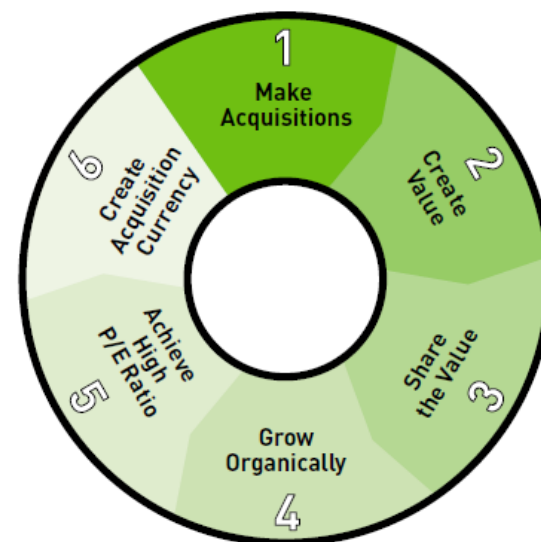 1
Make
Acquisitions
2
Create
Value
3
Share
the Value
4
Grow
Organically
5
Achieve
High
P/E Ratio
6
Create
Acquisition
Currency